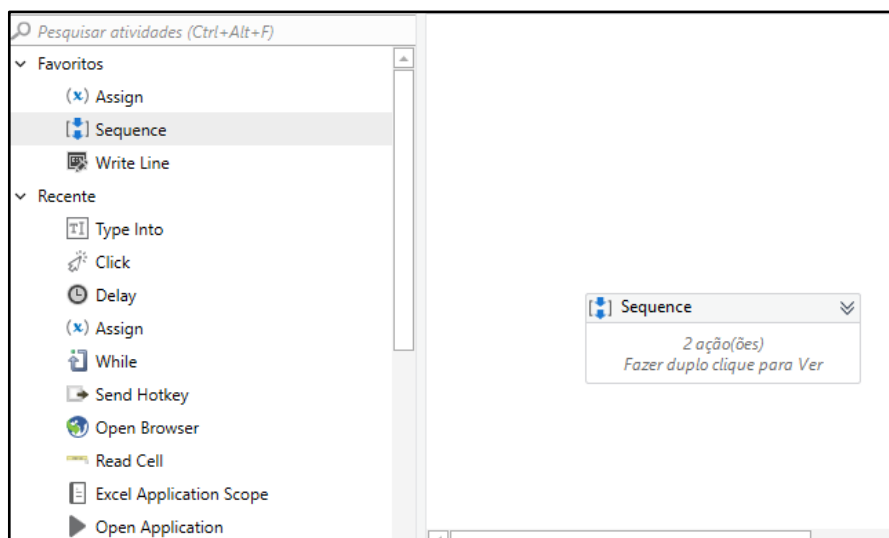 Pesquisar atividades (Ctrl+Alt+F)
Favoritos
(x) Assign
Sequence
Write Line
Recente
TI Type Into
Click
Delay
(x) Assign
While
Send Hotkey
Open Browser
Read Cell
Excel Application Scope
Open Application
Sequence
2 ação(ões)
Fazer duplo clique para Ver